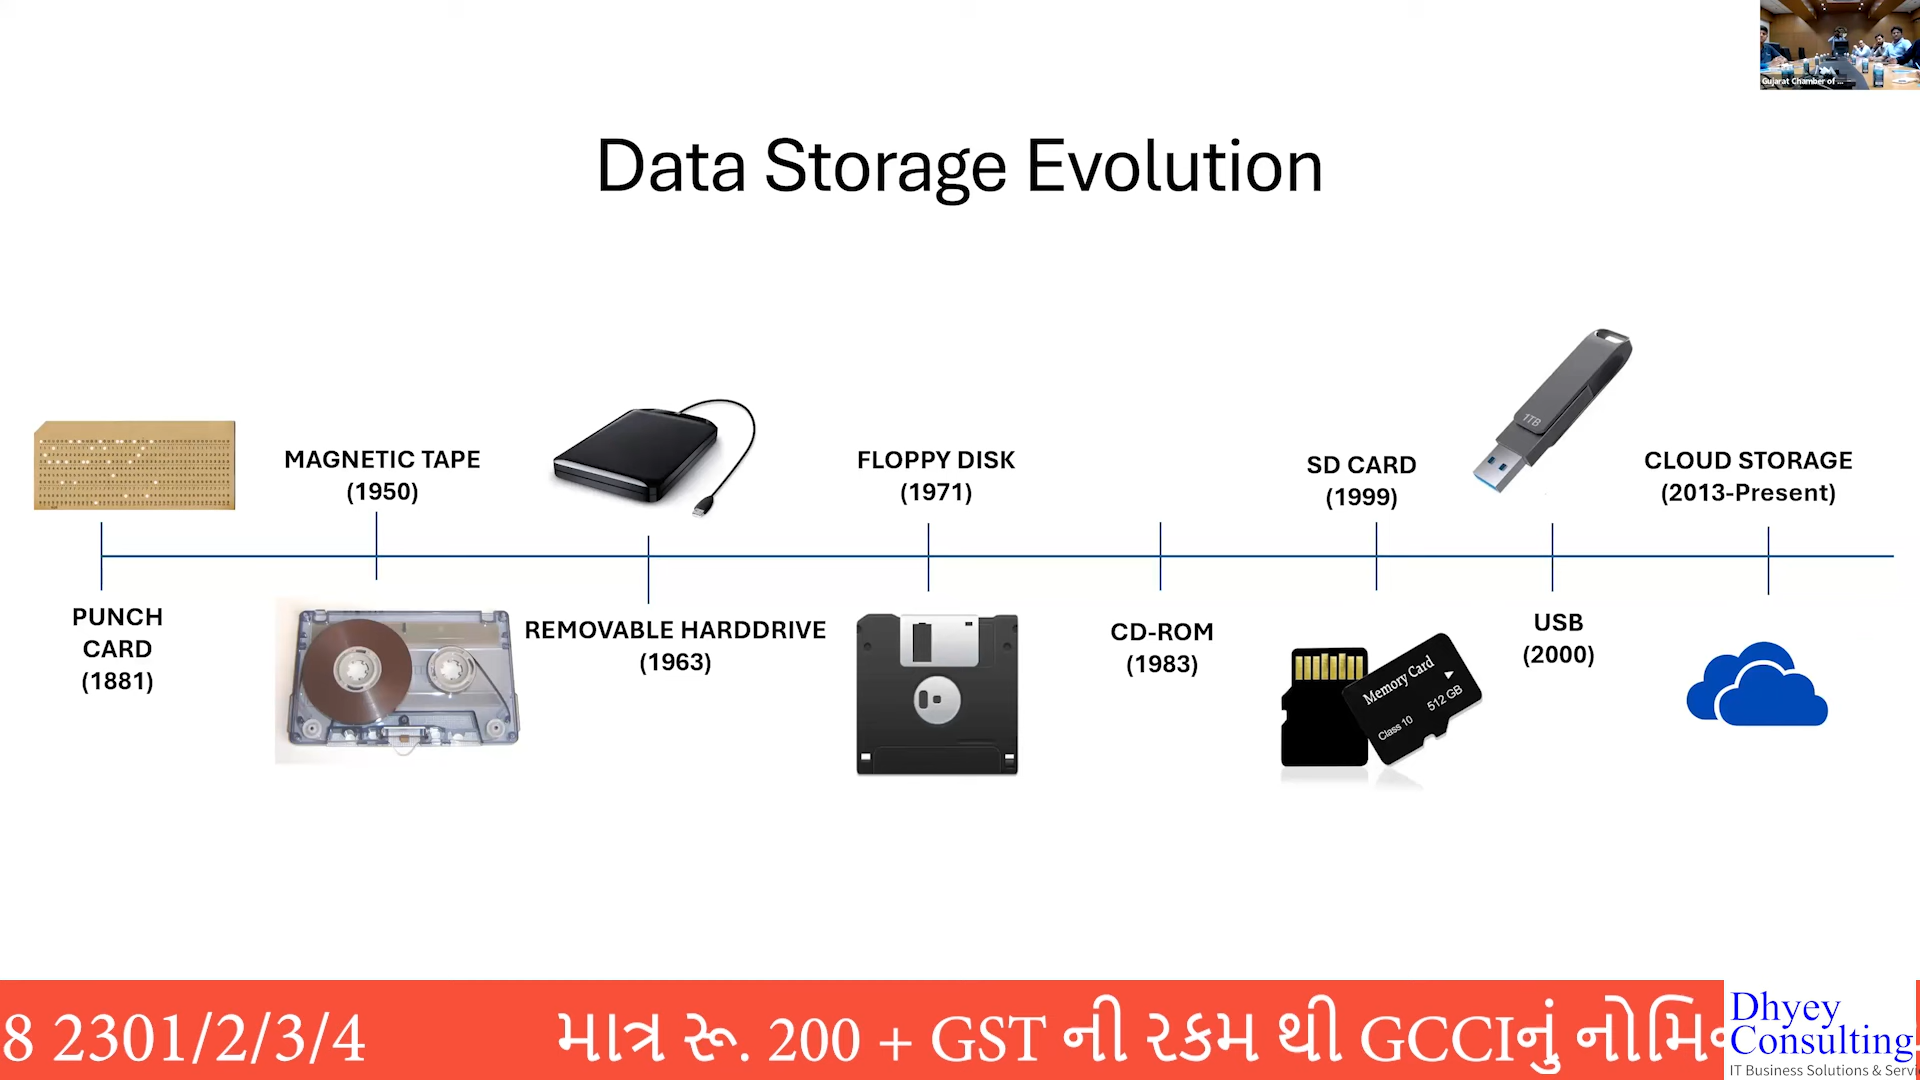 Gujarat Chamber of ...
Data Storage Evolution
MAGNETIC TAPE
(1950)
FLOPPY DISK
(1971)
SD CARD
(1999)
1TB
CLOUD STORAGE
(2013-Present)
PUNCH
CARD
(1881)
REMOVABLE HARDDRIVE
(1963)
CD-ROM
(1983)
Memory Card
Class 10 512 GB
USB
(2000)
8 2301/2/3/4 માત્ર રૂ. 200 + GST ની રકમ થી GCCIનું
Dhyey
Consulting
IT Business Solutions &